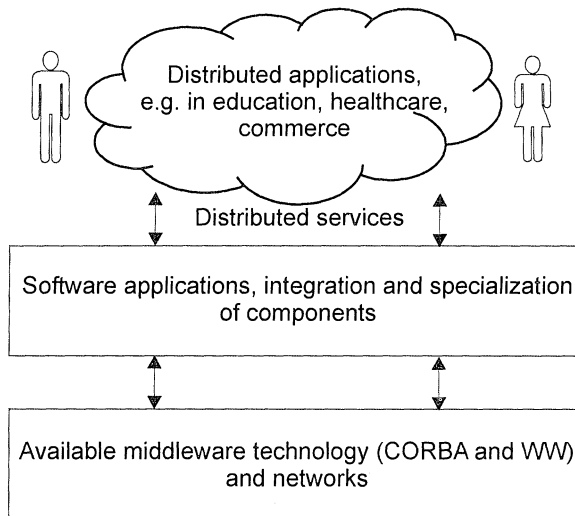 Distributed applications,
e.g. in education, healthcare,
commerce
Distributed services
Software applications, integration and specialization
of components
Available middleware technology (CORBA and WW)
and networks